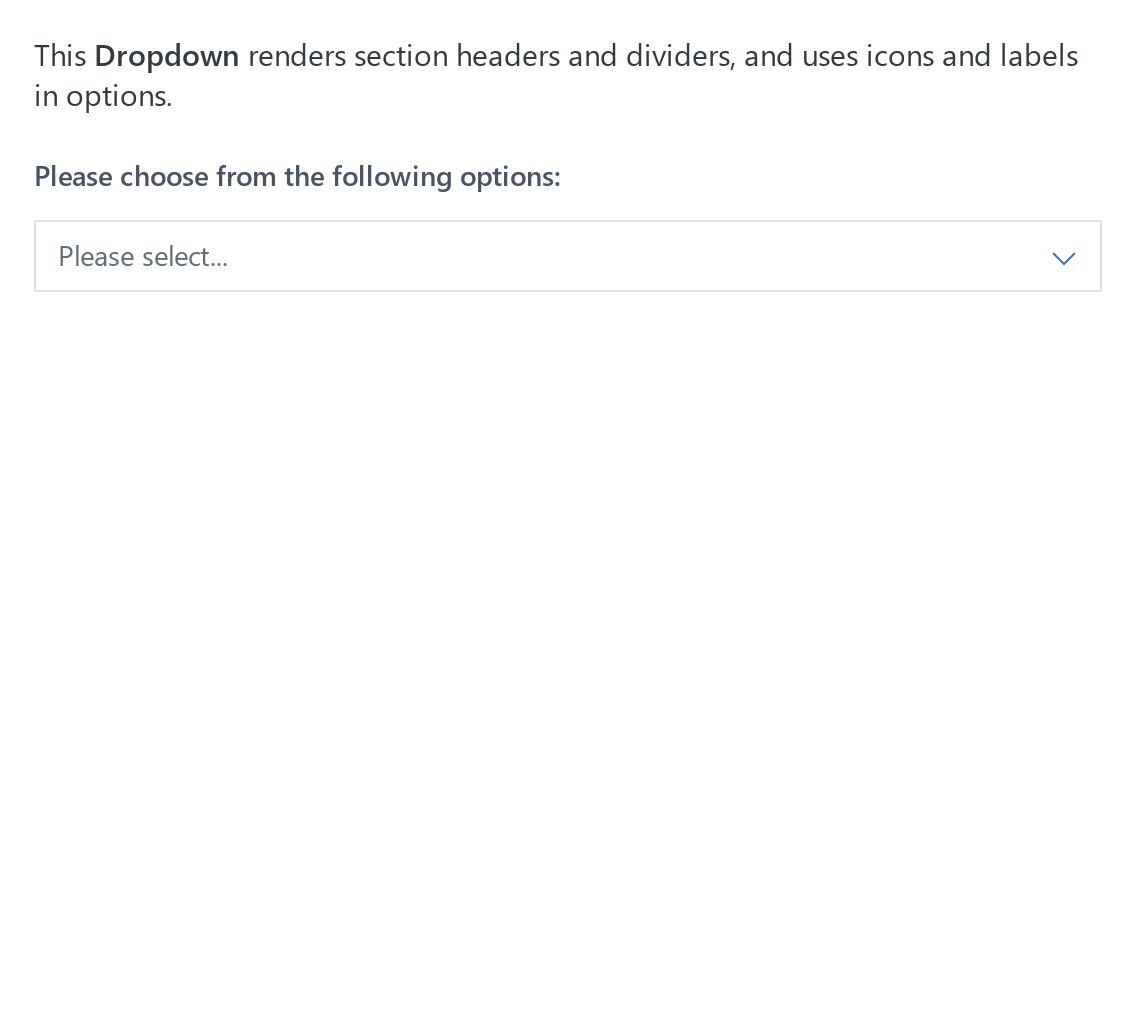 This Dropdown renders section headers and dividers, and uses icons and labels
in options.
Please choose from the following options:
Please select...